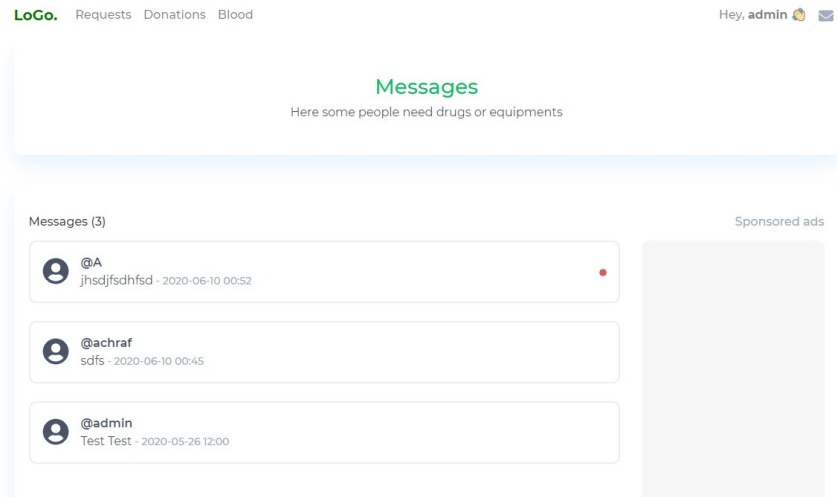 LoGo. Requests Donations Blood Hey, admin 👏
Messages
Here some people need drugs or equipments
Messages (3) Sponsored ads
@A
jhsdjfsdhfsd - 2020-06-10 00:52
@achraf
sdfs - 2020-06-10 00:45
@admin
Test Test - 2020-05-26 12:00